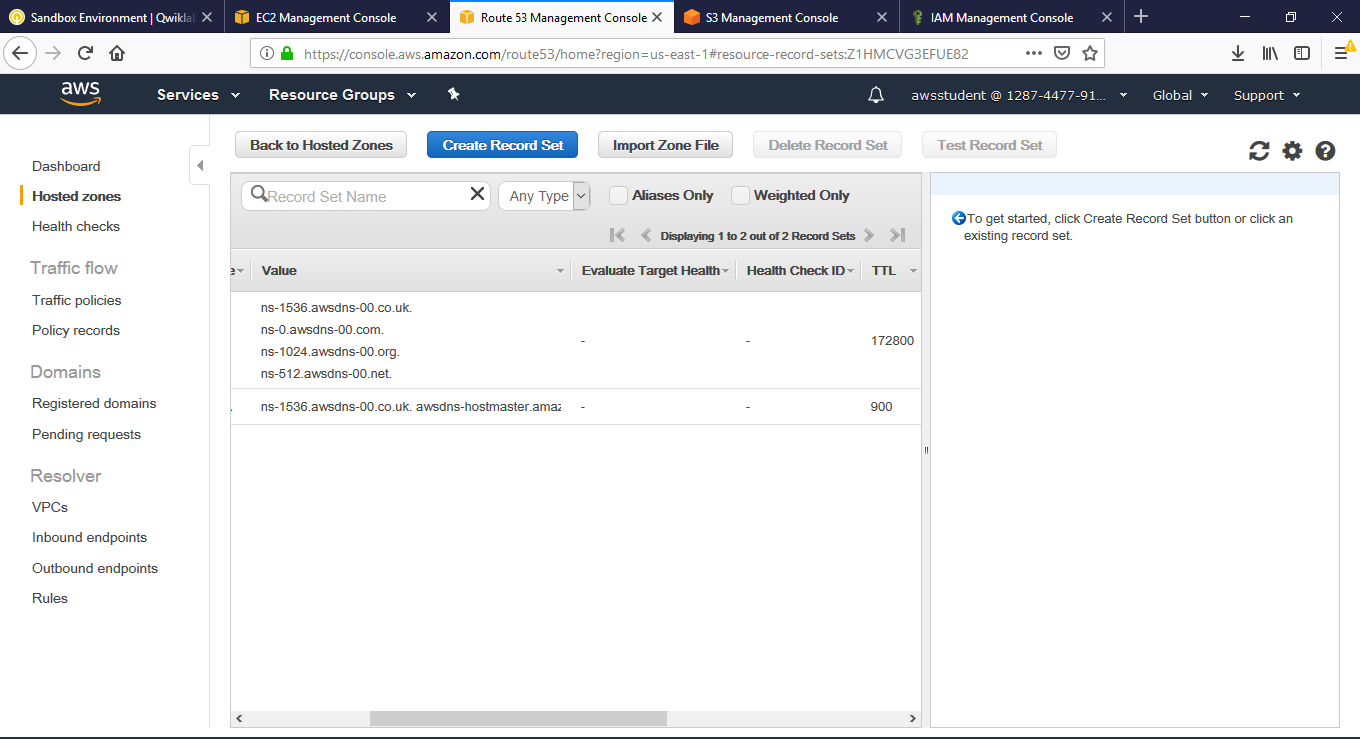 Sandbox Environment | Qwikla
EC2 Management Console
Route 53 Management Console
S3 Management Console
IAM Management Console
https://console.aws.amazon.com/route53/home?region=us-east-1#resource-record-sets:Z1HMCVG3EFUE82
aws
Services
Resource Groups
awsstudent @ 1287-4477-91...
Global
Support
Dashboard
Hosted zones
Health checks
Traffic flow
Traffic policies
Policy records
Domains
Registered domains
Pending requests
Resolver
VPCs
Inbound endpoints
Outbound endpoints
Rules
Back to Hosted Zones
Create Record Set
Import Zone File
Delete Record Set
Test Record Set
Record Set Name
Any Type
Aliases Only
Weighted Only
Displaying 1 to 2 out of 2 Record Sets
e
Value
Evaluate Target Health
Health Check ID
TTL
ns-1536.awsdns-00.co.uk.
ns-0.awsdns-00.com.
ns-1024.awsdns-00.org.
ns-512.awsdns-00.net.
-
-
172800
.
ns-1536.awsdns-00.co.uk. awsdns-hostmaster.amaz
-
-
900
To get started, click Create Record Set button or click an
existing record set.